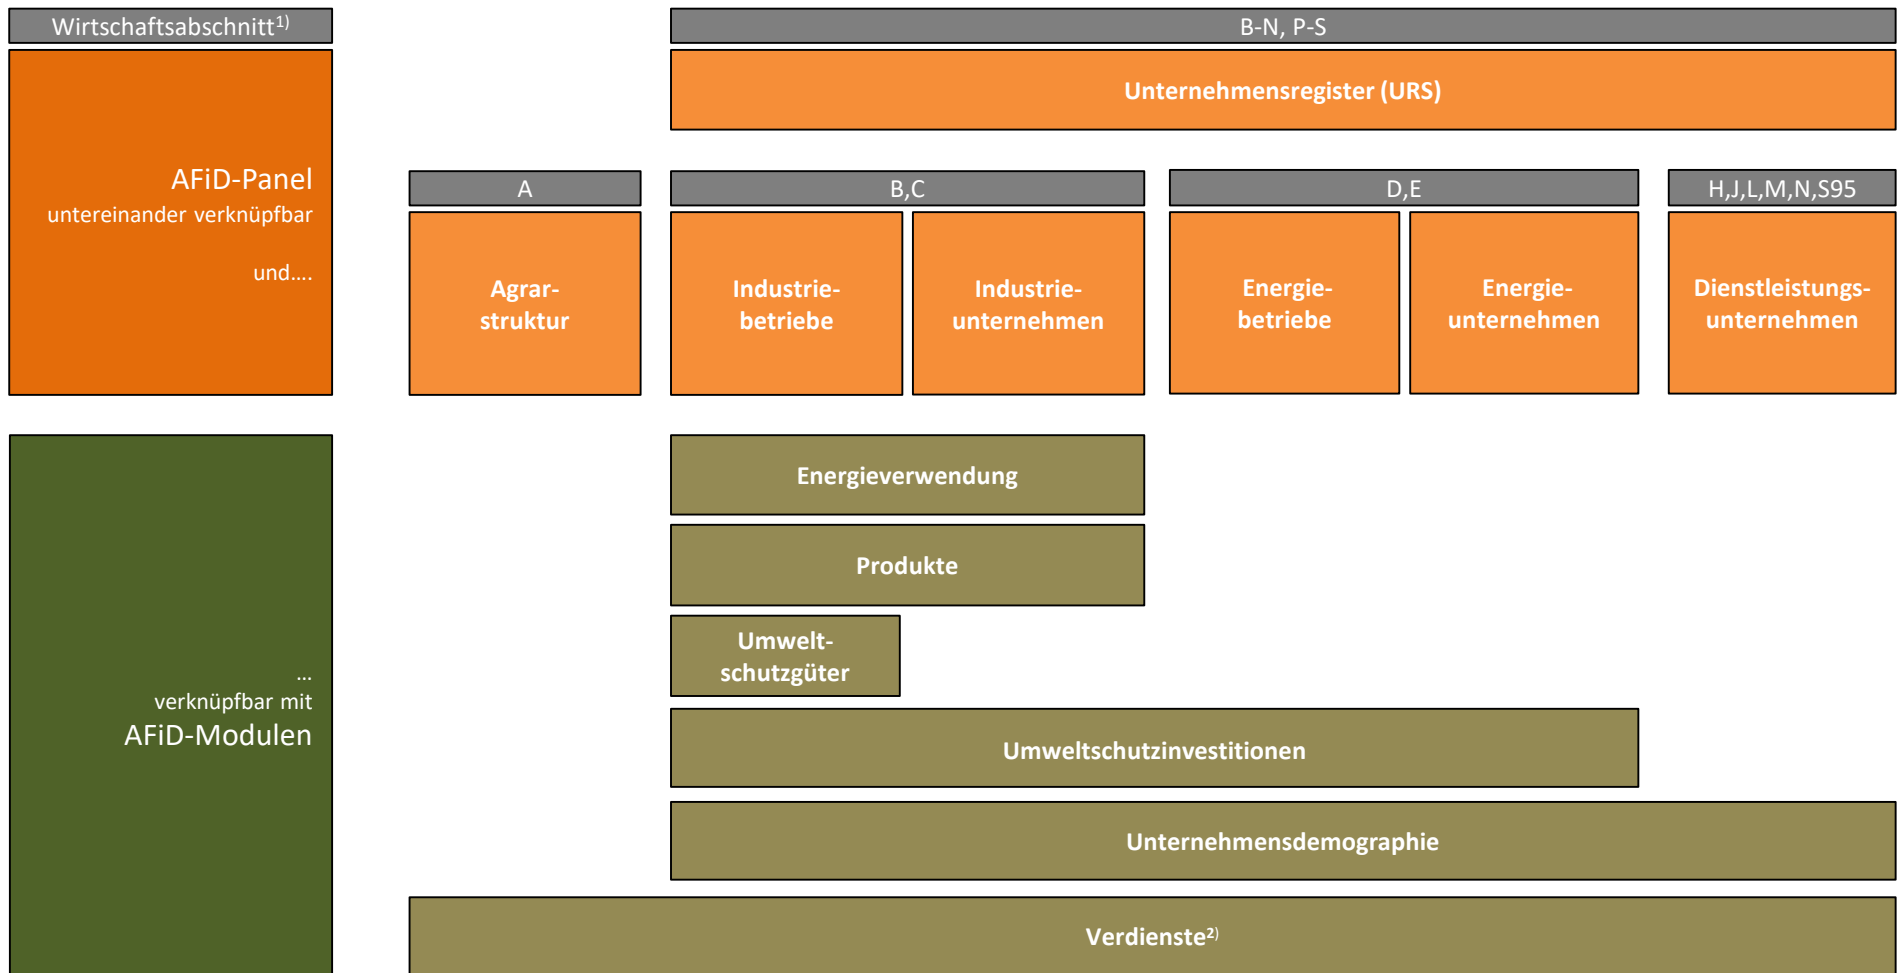 Wirtschaftsabschnitt1)
B-N, P-S
Unternehmensregister (URS)
AFiD-Panel
untereinander verknüpfbar
und....
A
B,C
D,E
H,J,L,M,N,S95
Agrar-
struktur
Industrie-
betriebe
Industrie-
unternehmen
Energie-
betriebe
Energie-
unternehmen
Dienstleistungs-
unternehmen
...
verknüpfbar mit
AFiD-Modulen
Energieverwendung
Produkte
Umwelt-
schutzgüter
Umweltschutzinvestitionen
Unternehmensdemographie
Verdienste2)